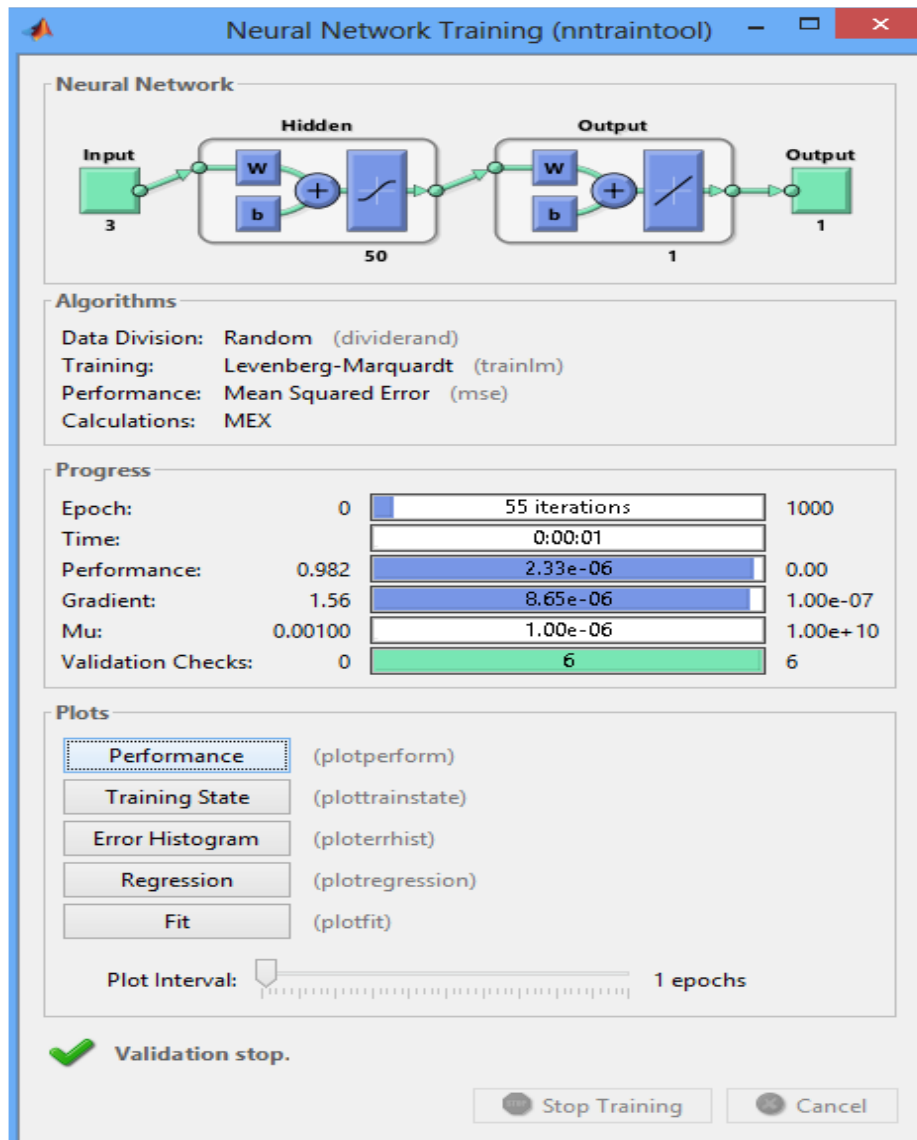 Neural Network Training (nntraintool)
Neural Network
Hidden
Output
Input
Output
W
W
+
+
b
b
3
50
1
1
Algorithms
Data Division: Random (dividerand)
Training: Levenberg-Marquardt (trainlm)
Performance: Mean Squared Error (mse)
Calculations: MEX
Progress
Epoch: 0 55 iterations 1000
Time: 0:00:01
Performance: 0.982 2.33e-06 0.00
Gradient: 1.56 8.65e-06 1.00e-07
Mu: 0.00100 1.00e-06 1.00e+10
Validation Checks: 0 6 6
Plots
Performance (plotperform)
Training State (plottrainstate)
Error Histogram (ploterrhist)
Regression (plotregression)
Fit (plotfit)
Plot Interval: 1 epochs
Validation stop.
STOP Stop Training Cancel